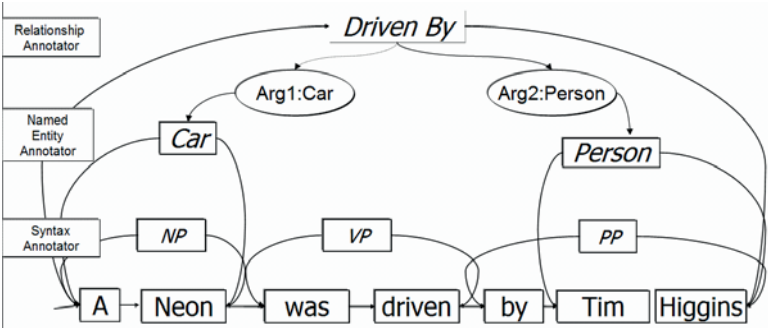 Relationship
Annotator
Driven By
Arg1:Car
Arg2:Person
Named
Entity
Annotator
Car
Person
Syntax
Annotator
NP
VP
PP
A Neon was driven by Tim Higgins